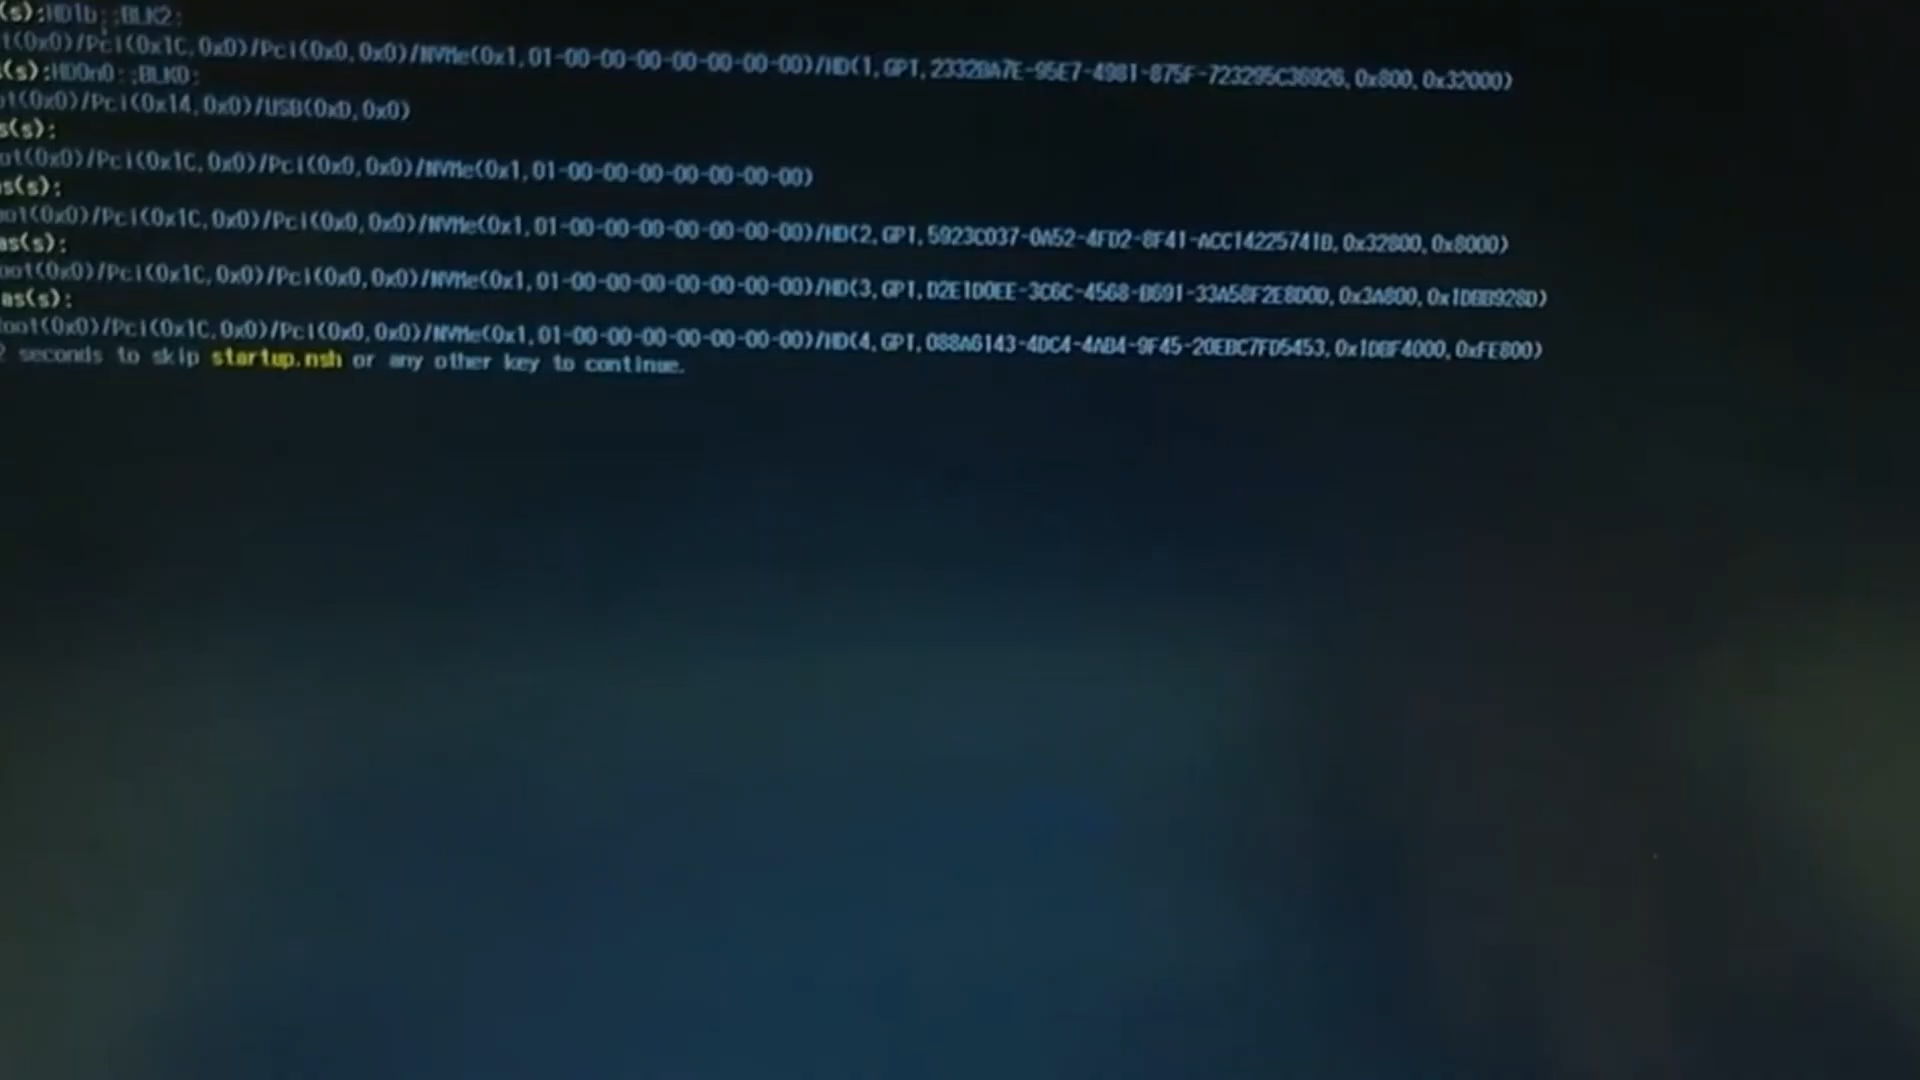 (s):HD1b::BLK2:
t(0x0)/Pci(0x1C,0x0)/Pci(0x0,0x0)/NVMe(0x1,01-00-00-00-00-00-00-00)/HD(1,GPT,23320A7E-95E7-4981-875F-723295C36926,0x800,0x32000)
(s):HD0n0::BLK0:
ot(0x0)/Pci(0x14,0x0)/USB(0xD,0x0)
s(s):
ot(0x0)/Pci(0x1C,0x0)/Pci(0x0,0x0)/NVMe(0x1,01-00-00-00-00-00-00-00)
as(s):
oot(0x0)/Pci(0x1C,0x0)/Pci(0x0,0x0)/NVMe(0x1,01-00-00-00-00-00-00-00)/HD(2,GPT,5923C037-0A52-4FD2-8F41-ACC14225741B,0x32800,0x8000)
as(s):
oot(0x0)/Pci(0x1C,0x0)/Pci(0x0,0x0)/NVMe(0x1,01-00-00-00-00-00-00-00)/HD(3,GPT,D2E1D0EE-3C6C-4568-B691-33A58F2E8D0D,0x3A800,0x1DBB928D)
as(s):
oot(0x0)/Pci(0x1C,0x0)/Pci(0x0,0x0)/NVMe(0x1,01-00-00-00-00-00-00-00)/HD(4,GPT,088A6143-4DC4-4AB4-9F45-20EBC7FD5453,0x1DBF4000,0xFE800)
2 seconds to skip startup.nsh or any other key to continue.